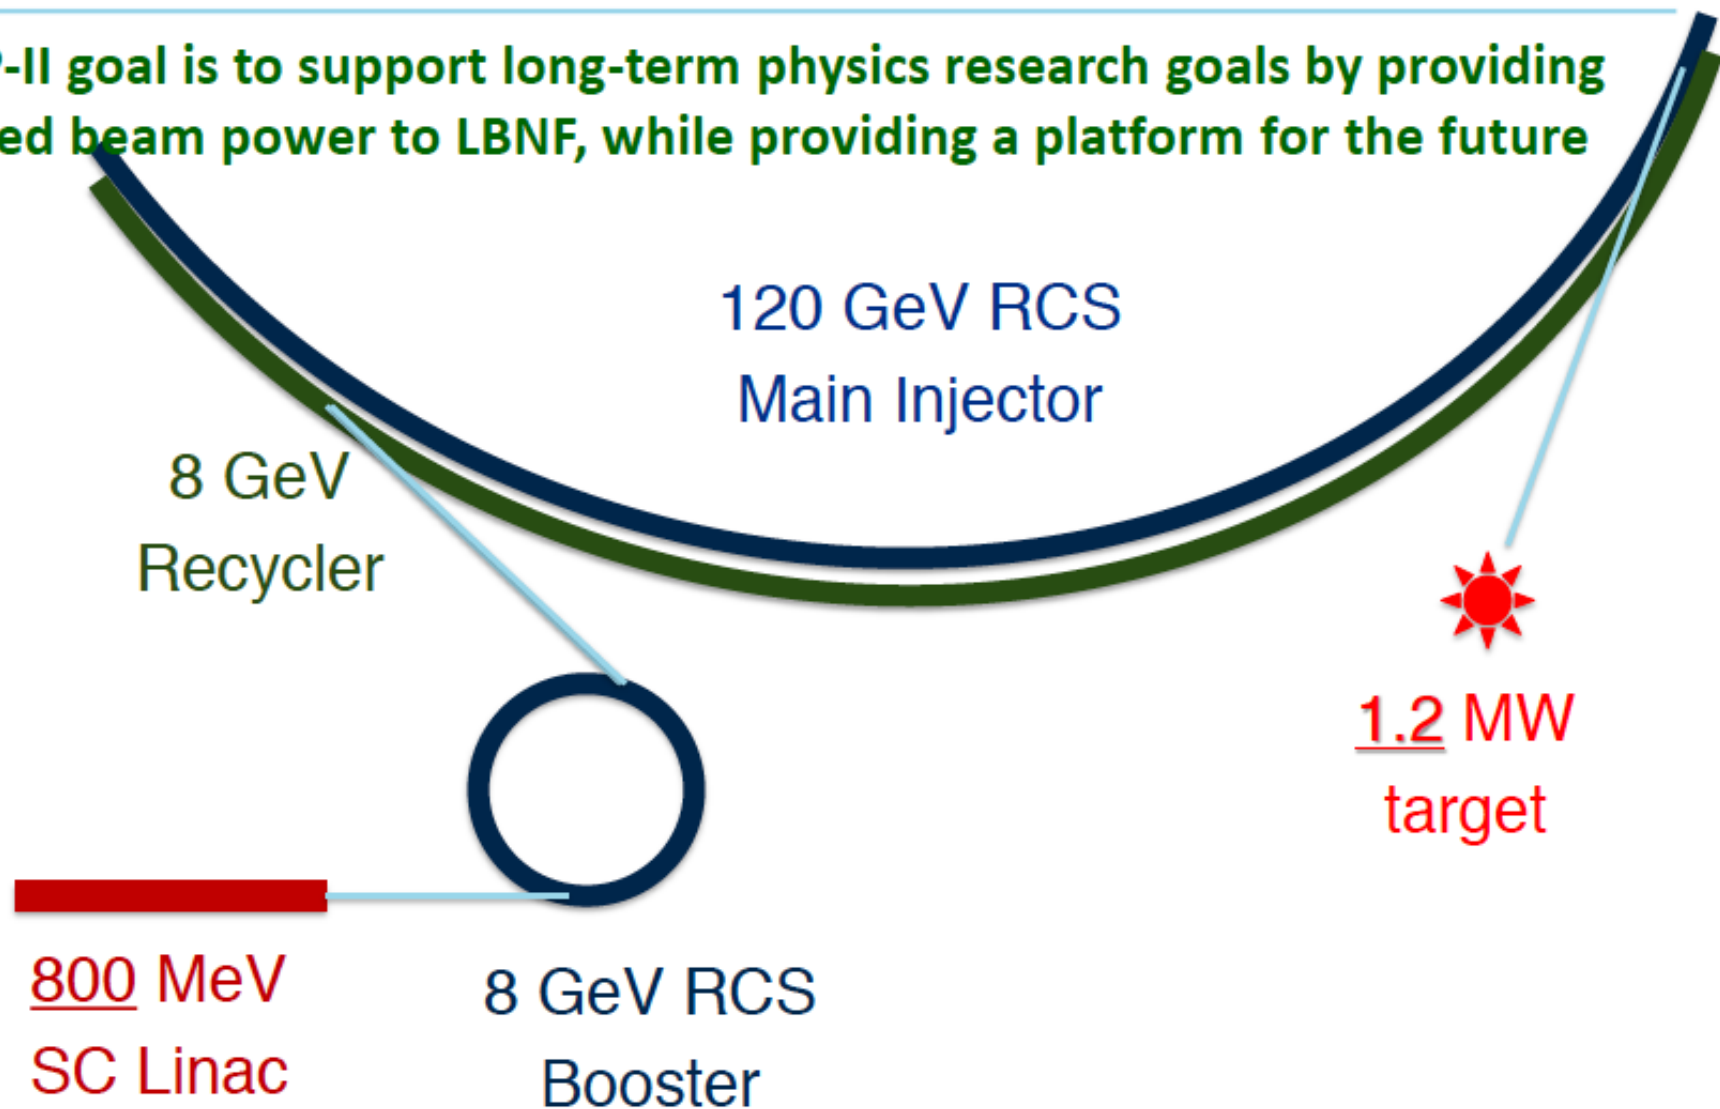 -II goal is to support long-term physics research goals by providing
beam power to LBNF, while providing a platform for the future
120 GeV RCS
Main Injector
8 GeV
Recycler
1.2 MW
target
800 MeV
SC Linac
8 GeV RCS
Booster